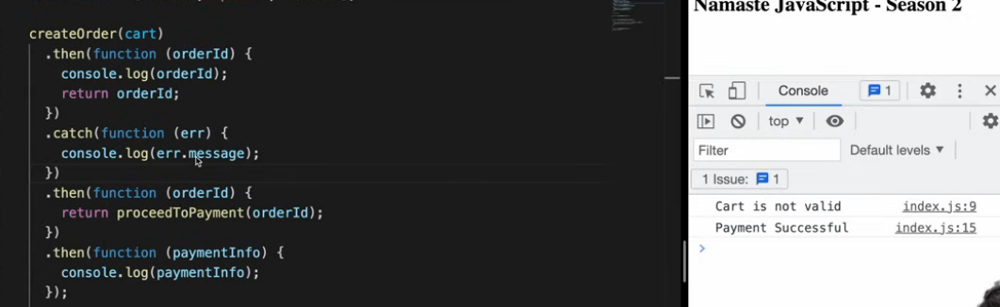 createOrder(cart)
.then(function (orderId) {
console.log(orderId);
return orderId;
})
.catch(function (err) {
console.log(err.message);
})
.then(function (orderId) {
return proceedToPayment(orderId);
})
.then(function (paymentInfo) {
console.log(paymentInfo);
});
Namaste JavaScript - Season 2
Console
1
top ▼
Filter
Default levels ▼
1 Issue: 1
Cart is not valid index.js:9
Payment Successful index.js:15
>